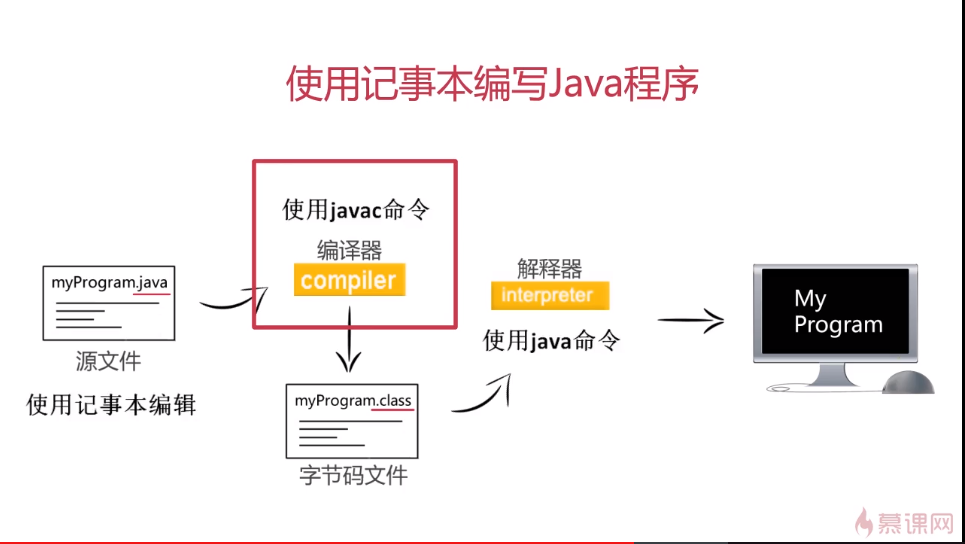 使用记事本编写Java程序
使用javac命令
编译器
compiler
myProgram.java
源文件
使用记事本编辑
myProgram.class
字节码文件
解释器
interpreter
使用java命令
My
Program
慕课网